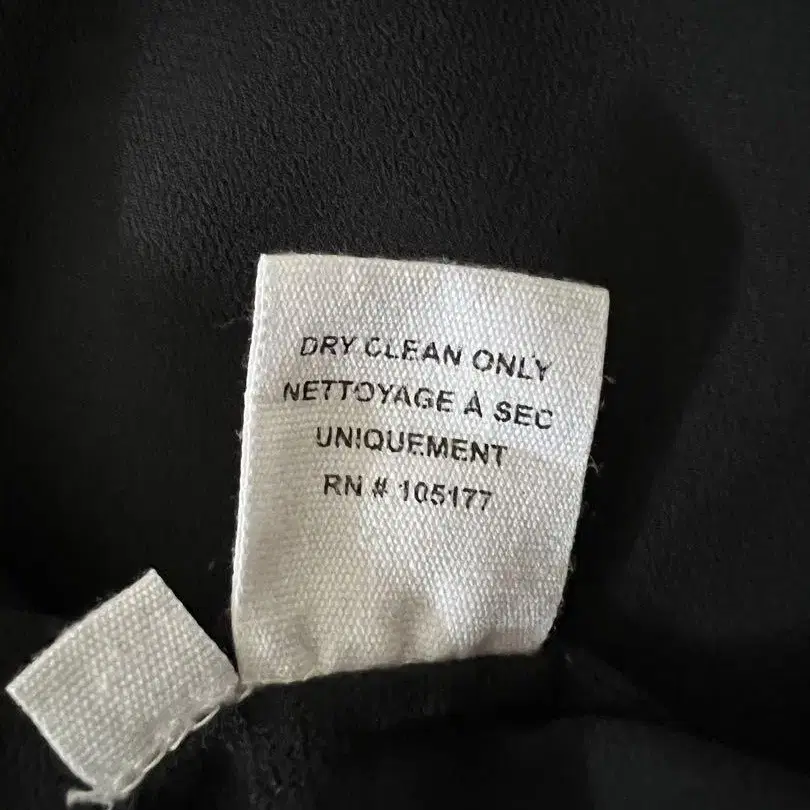 DRY CLEAN ONLY
NETTOYAGE À SEC
UNIQUEMENT
RN # 105177